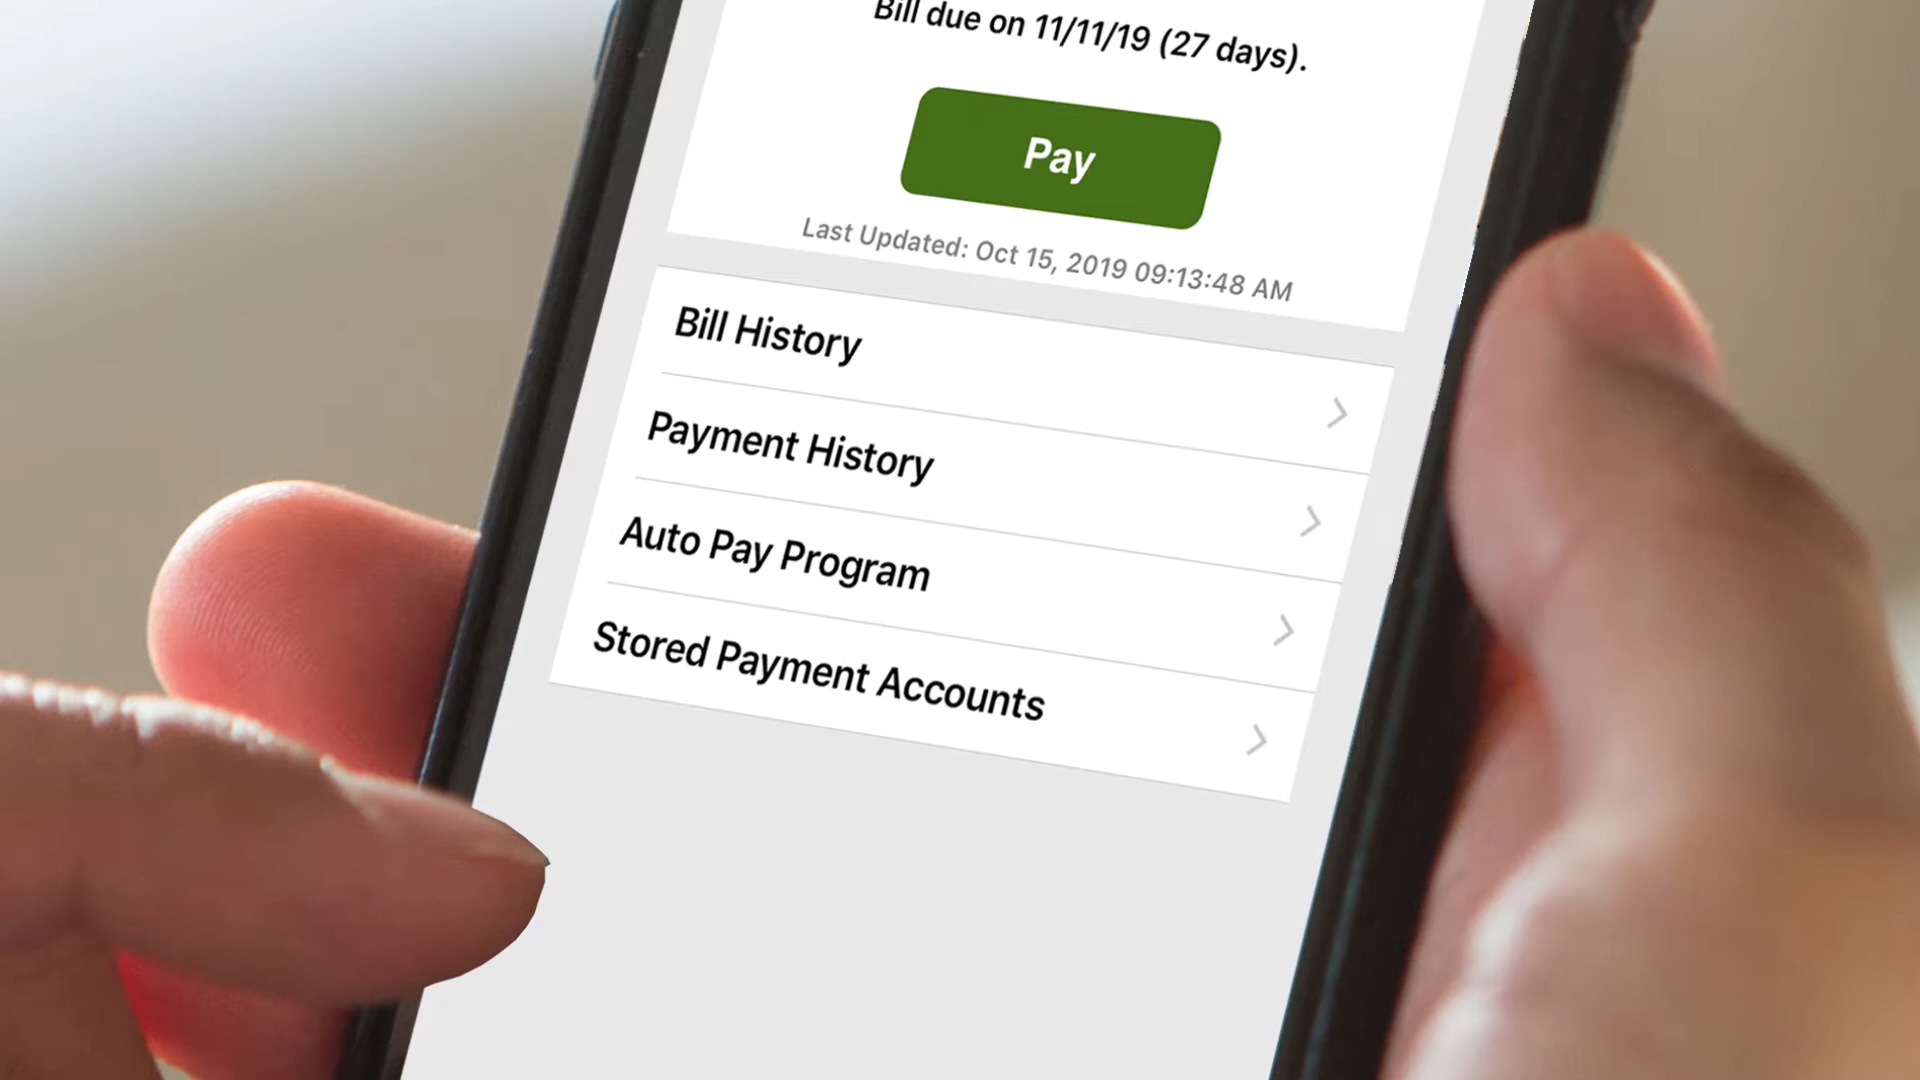 Bill due on 11/11/19 (27 days).
Pay
Last Updated: Oct 15, 2019 09:13:48 AM
Bill History
Payment History
Auto Pay Program
Stored Payment Accounts